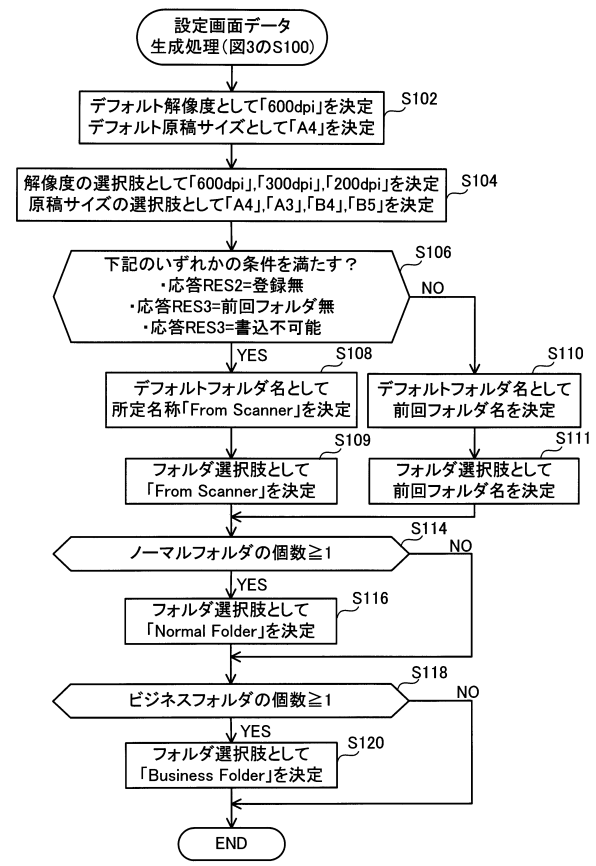 設定画面データ
生成処理(図3のS100)
S102
デフォルト解像度として「600dpi」を決定
デフォルト原稿サイズとして「A4」を決定
S104
解像度の選択肢として「600dpi」,「300dpi」,「200dpi」を決定
原稿サイズの選択肢として「A4」,「A3」,「B4」,「B5」を決定
S106
下記のいずれかの条件を満たす?
・応答RES2=登録無
・応答RES3=前回フォルダ無
・応答RES3=書込不可能
NO
YES
S108
デフォルトフォルダ名として
所定名称「From Scanner」を決定
S110
デフォルトフォルダ名として
前回フォルダ名を決定
S109
フォルダ選択肢として
「From Scanner」を決定
S111
フォルダ選択肢として
前回フォルダ名を決定
S114
ノーマルフォルダの個数≧1
NO
YES
S116
フォルダ選択肢として
「Normal Folder」を決定
S118
ビジネスフォルダの個数≧1
NO
YES
S120
フォルダ選択肢として
「Business Folder」を決定
END